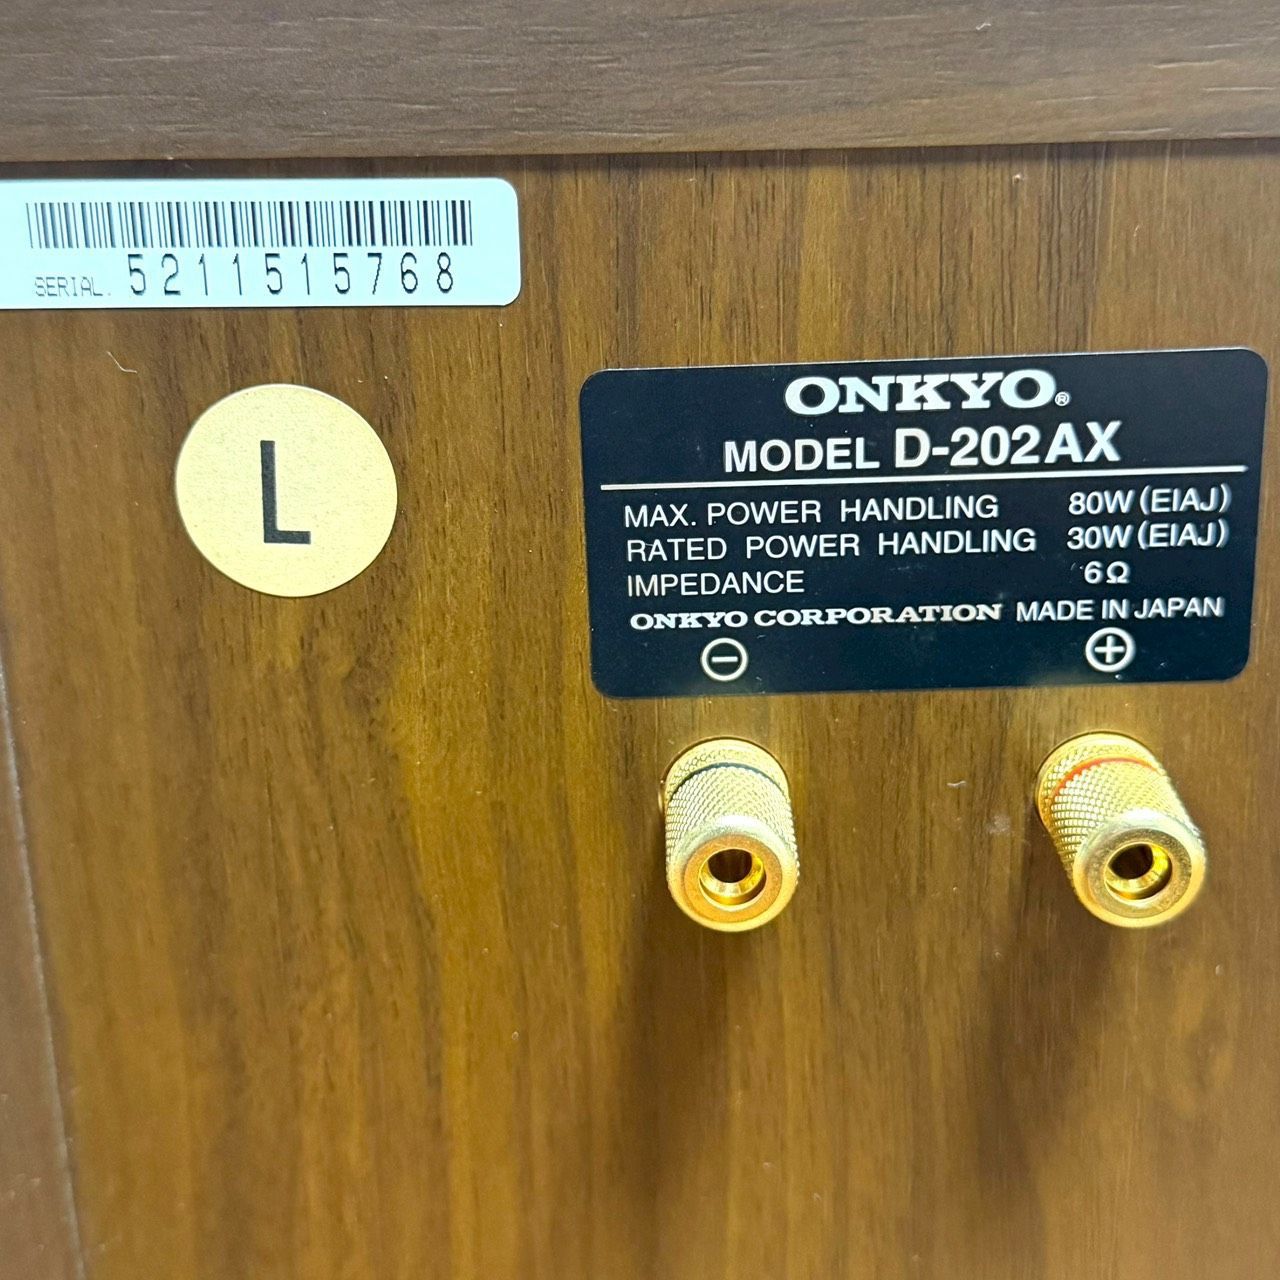 SERIAL. 5211515768
L
ONKYO®
MODEL D-202AX
MAX. POWER HANDLING 80W (EIAJ)
RATED POWER HANDLING 30W (EIAJ)
IMPEDANCE 6Ω
ONKYO CORPORATION MADE IN JAPAN
⊖ ⊕